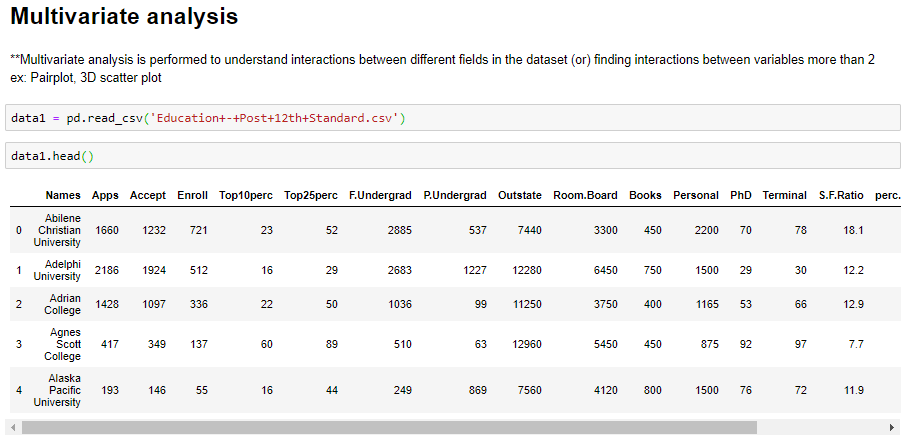 Multivariate analysis
**Multivariate analysis is performed to understand interactions between different fields in the dataset (or) finding interactions between variables more than 2
ex: Pairplot, 3D scatter plot
data1 = pd.read_csv('Education+-+Post+12th+Standard.csv')
data1.head()
Names Apps Accept Enroll Top10perc Top25perc F.Undergrad P.Undergrad Outstate Room.Board Books Personal PhD Terminal S.F.Ratio perc.
Abilene
0 Christian 1660 1232 721 23 52 2885 537 7440 3300 450 2200 70 78 18.1
University
Adelphi
1 University 2186 1924 512 16 29 2683 1227 12280 6450 750 1500 29 30 12.2
Adrian
2 College 1428 1097 336 22 50 1036 99 11250 3750 400 1165 53 66 12.9
Agnes
3 Scott 417 349 137 60 89 510 63 12960 5450 450 875 92 97 7.7
College
Alaska
4 Pacific 193 146 55 16 44 249 869 7560 4120 800 1500 76 72 11.9
University